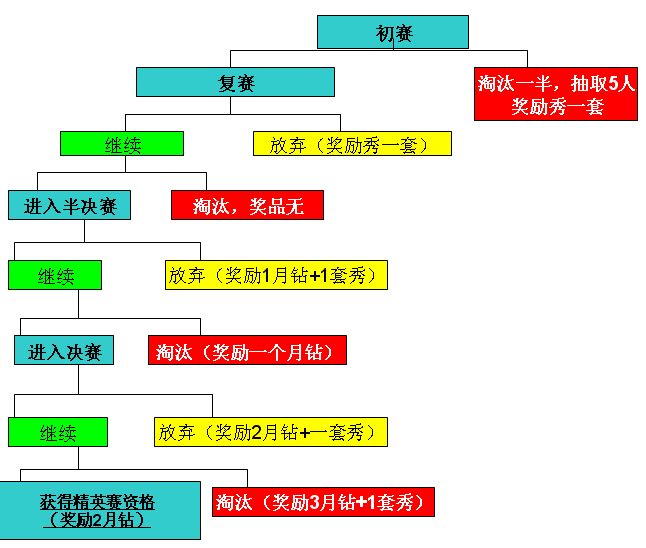 初赛
复赛
淘汰一半，抽取5人
奖励秀一套
继续
放弃（奖励秀一套）
进入半决赛
淘汰，奖品无
继续
放弃（奖励1月钻+1套秀）
进入决赛
淘汰（奖励一个月钻）
继续
放弃（奖励2月钻+一套秀）
获得精英赛资格
（奖励2月钻）
淘汰（奖励3月钻+1套秀）